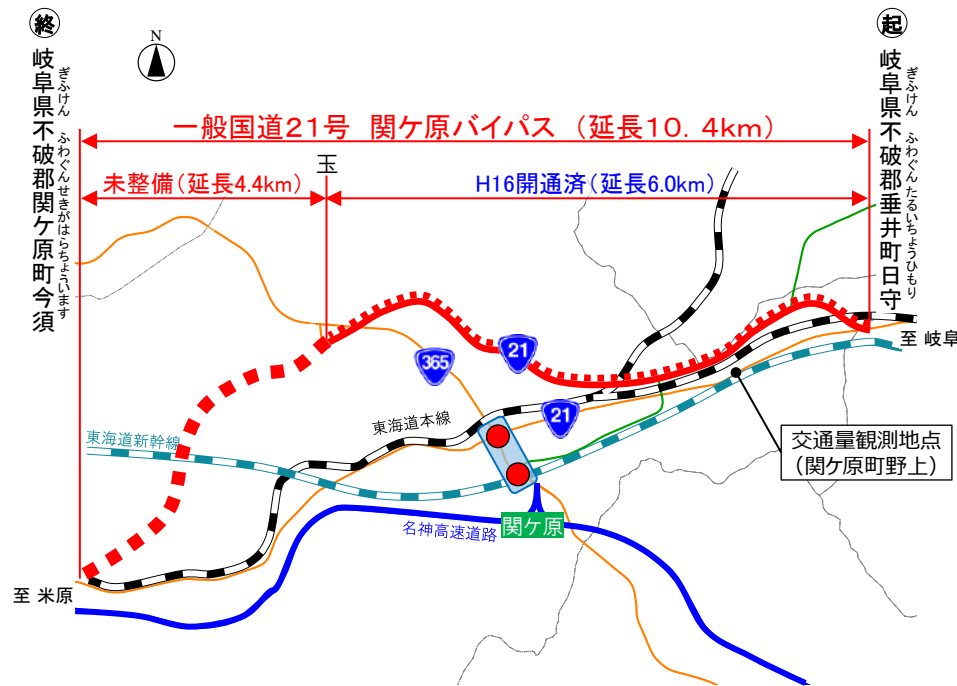 終
岐阜県不破郡関ケ原町今須
ぎふけん ふわぐんせきがはらちょういます
N
起
岐阜県不破郡垂井町日守
ぎふけん ふわぐんたるいちょうひもり
一般国道21号 関ケ原バイパス (延長10.4km)
玉
未整備(延長4.4km)
H16開通済(延長6.0km)
至 岐阜
21
365
21
東海道本線
東海道新幹線
交通量観測地点
(関ケ原町野上)
名神高速道路
関ケ原
至 米原